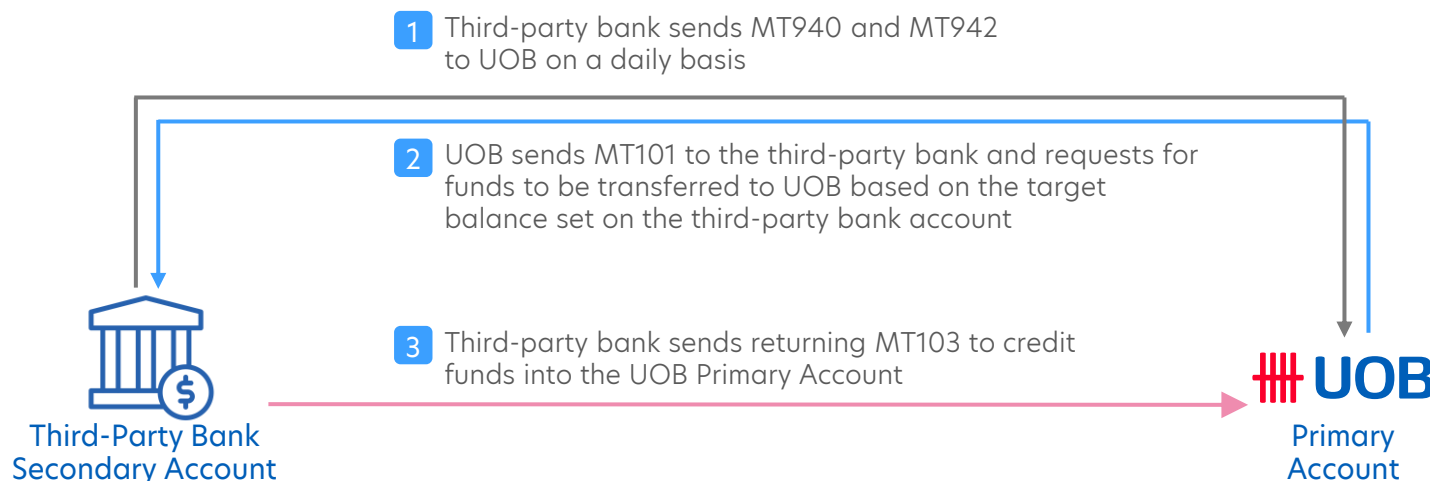 1 Third-party bank sends MT940 and MT942
to UOB on a daily basis
2 UOB sends MT101 to the third-party bank and requests for
funds to be transferred to UOB based on the target
balance set on the third-party bank account
3 Third-party bank sends returning MT103 to credit
funds into the UOB Primary Account
$
UOB
Third-Party Bank
Secondary Account
Primary
Account